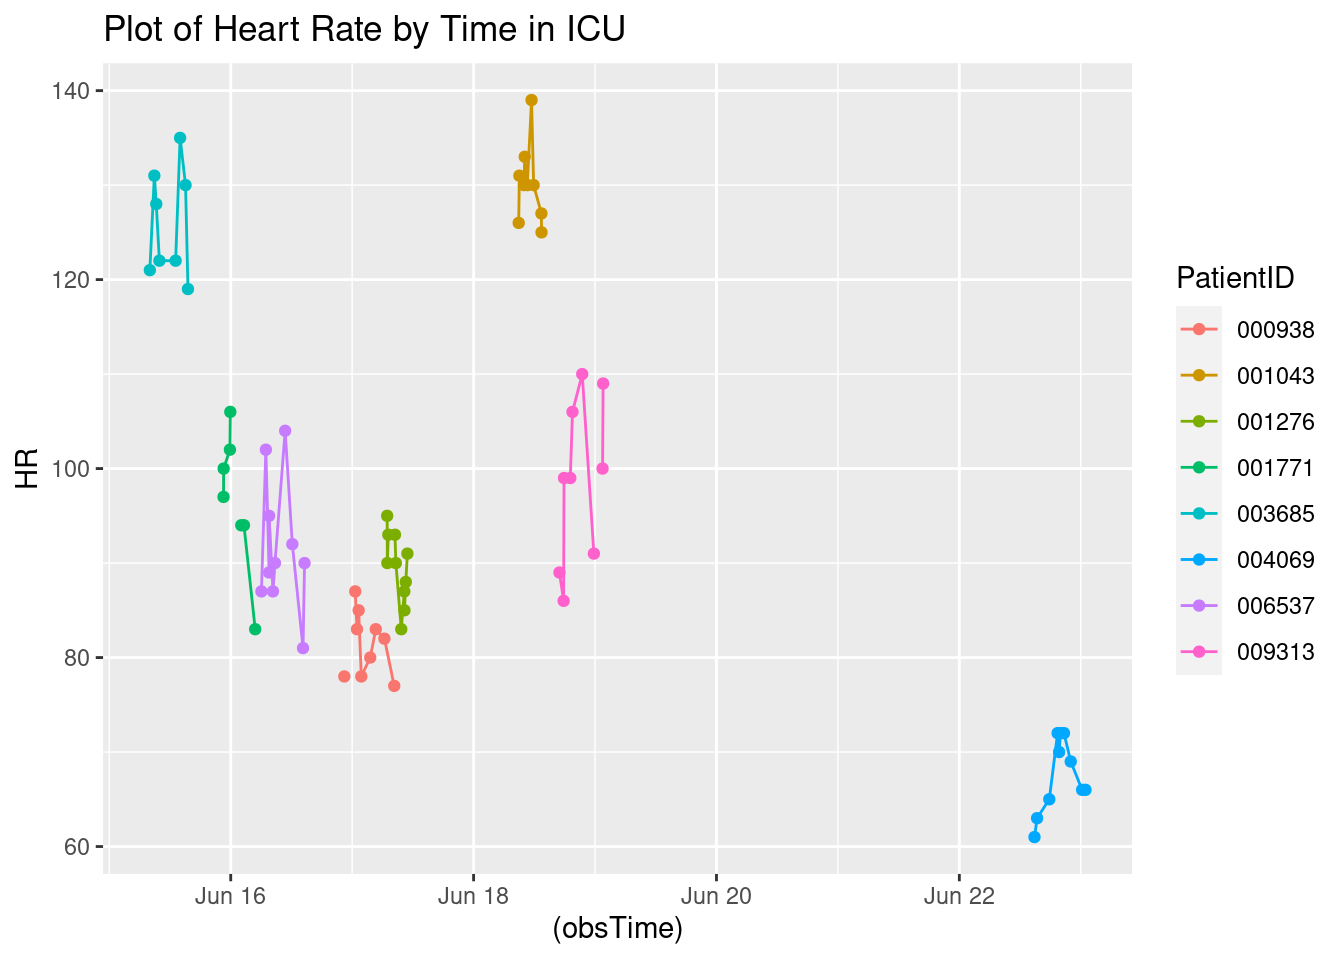 Plot of Heart Rate by Time in ICU
140
120
100
80
60
HR
Jun 16
Jun 18
Jun 20
Jun 22
(obsTime)
PatientID
000938
001043
001276
001771
003685
004069
006537
009313